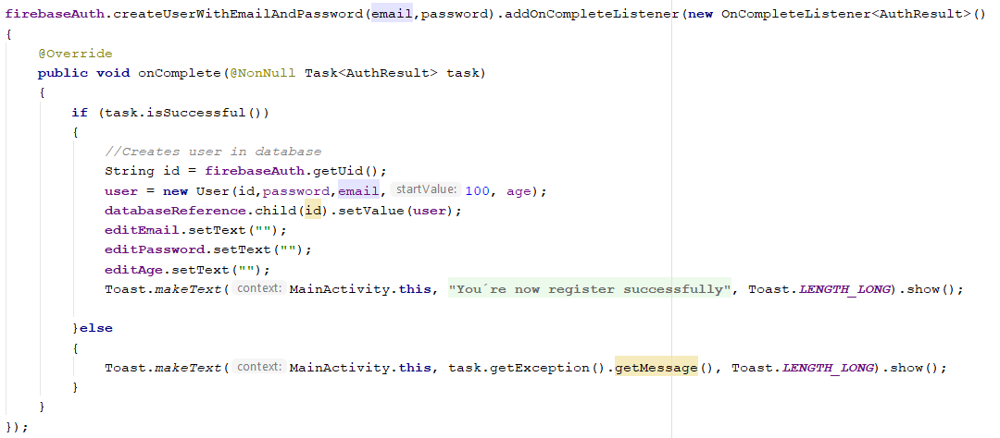 firebaseAuth.createUserWithEmailAndPassword(email,password).addOnCompleteListener(new OnCompleteListener<AuthResult>()
{
@Override
public void onComplete(@NonNull Task<AuthResult> task)
{
if (task.isSuccessful())
{
//Creates user in database
String id = firebaseAuth.getUid();
user = new User(id,password,email, startValue: 100, age);
databaseReference.child(id).setValue(user);
editEmail.setText("");
editPassword.setText("");
editAge.setText("");
Toast.makeText( context: MainActivity.this, "You´re now register successfully", Toast.LENGTH_LONG).show();
}else
{
Toast.makeText( context: MainActivity.this, task.getException().getMessage(), Toast.LENGTH_LONG).show();
}
}
});